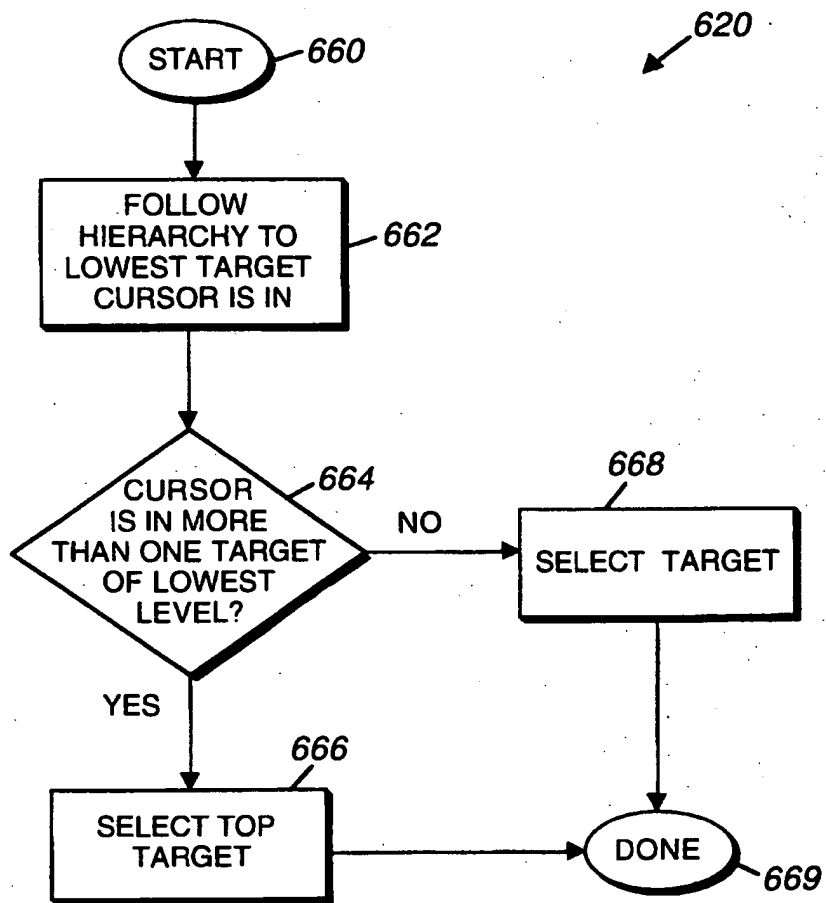 620
START
660
FOLLOW
HIERARCHY TO
LOWEST TARGET
CURSOR IS IN
662
664
CURSOR
IS IN MORE
THAN ONE TARGET
OF LOWEST
LEVEL?
NO
668
SELECT TARGET
YES
666
SELECT TOP
TARGET
DONE
669